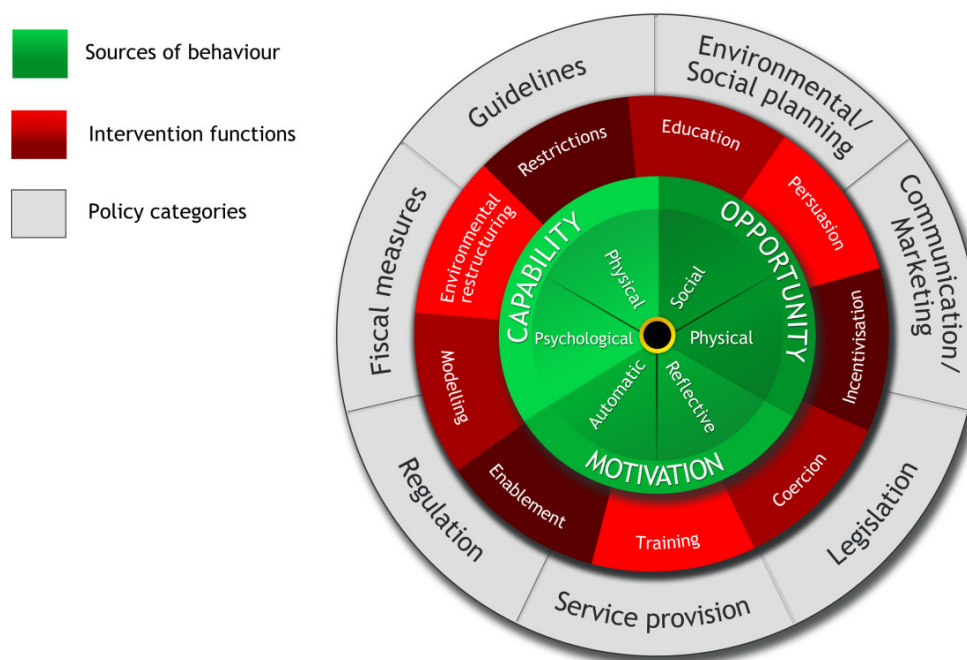 Sources of behaviour
Intervention functions
Policy categories
Guidelines
Environmental/
Social planning
Communication/
Marketing
Legislation
Service provision
Regulation
Fiscal measures
Restrictions
Education
Persuasion
Incentivisation
Coercion
Training
Enablement
Modelling
Environmental
restructuring
CAPABILITY
OPPORTUNITY
MOTIVATION
Physical
Social
Psychological
Physical
Automatic
Reflective